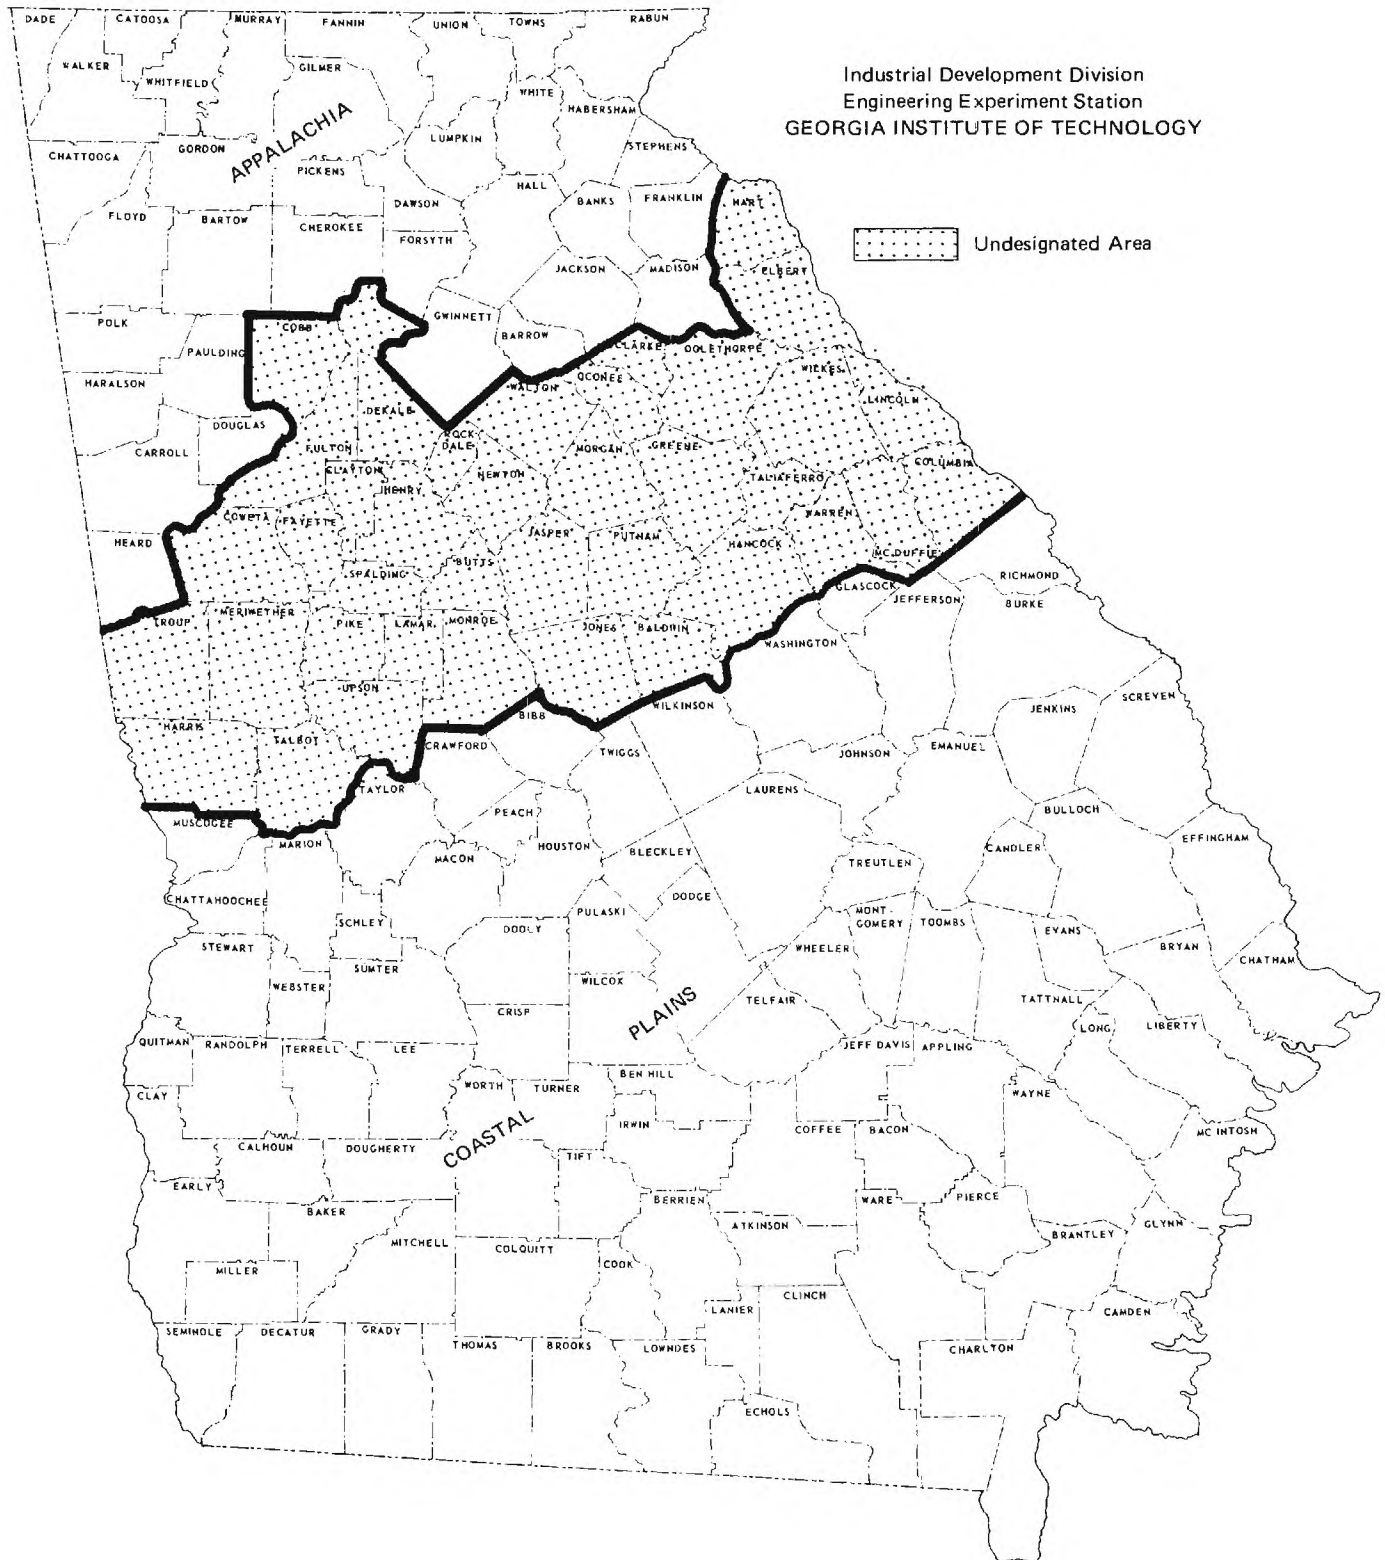 DADE
CATOOSA
MURRAY
FANNIN
UNION
TOWNS
RABUN
WALKER
WHITFIELD
GILMER
WHITE
HABERSHAM
Industrial Development Division
Engineering Experiment Station
GEORGIA INSTITUTE OF TECHNOLOGY
APPALACHIA
LUMPKIN
STEPHENS
CHATTOOGA
GORDON
PICKENS
HALL
BANKS
FRANKLIN
HART
FLOYD
BARTOW
CHEROKEE
DAWSON
FORSYTH
Undesignated Area
JACKSON
MADISON
ELBERT
POLK
COBB
GWINNETT
BARROW
PAULDING
CLARKE
OGLETHORPE
HARALSON
WALTON
OCONEE
WILKES
LINCOLN
DOUGLAS
DEKALB
CARROLL
FULTON
ROCK
DALE
MORGAN
GREENE
CLAYTON
HENRY
NEWTON
TALIAFERRO
COLUMBIA
COWETA
FAYETTE
JASPER
PUTNAM
HANCOCK
WARREN
HEARD
SPALDING
BUTTS
MC DUFFIE
GLASCOCK
RICHMOND
JEFFERSON
BURKE
TROUP
MERIWETHER
PIKE
LAMAR
MONROE
JONES
BALDWIN
WASHINGTON
UPSON
WILKINSON
SCREVEN
HARRIS
TALBOT
BIBB
JENKINS
CRAWFORD
TWIGGS
JOHNSON
EMANUEL
TAYLOR
LAURENS
MUSCOGEE
PEACH
BULLOCH
MARION
MACON
HOUSTON
BLECKLEY
TREUTLEN
CANDLER
EFFINGHAM
CHATTAHOOCHEE
SCHLEY
DOOLY
PULASKI
DODGE
MONT-
GOMERY
TOOMBS
EVANS
STEWART
WHEELER
BRYAN
CHATHAM
WEBSTER
SUMTER
WILCOX
TELFAIR
TATTNALL
CRISP
PLAINS
QUITMAN
RANDOLPH
TERRELL
LEE
JEFF DAVIS
APPLING
LONG
LIBERTY
CLAY
WORTH
TURNER
BEN HILL
WAYNE
COASTAL
IRWIN
COFFEE
BACON
MC INTOSH
CALHOUN
DOUGHERTY
TIFT
EARLY
BAKER
BERRIEN
WARE
PIERCE
MITCHELL
COLQUITT
COOK
ATKINSON
BRANTLEY
GLYNN
MILLER
LANIER
CLINCH
CAMDEN
SEMINOLE
DECATUR
GRADY
THOMAS
BROOKS
LOWNDES
CHARLTON
ECHOLS